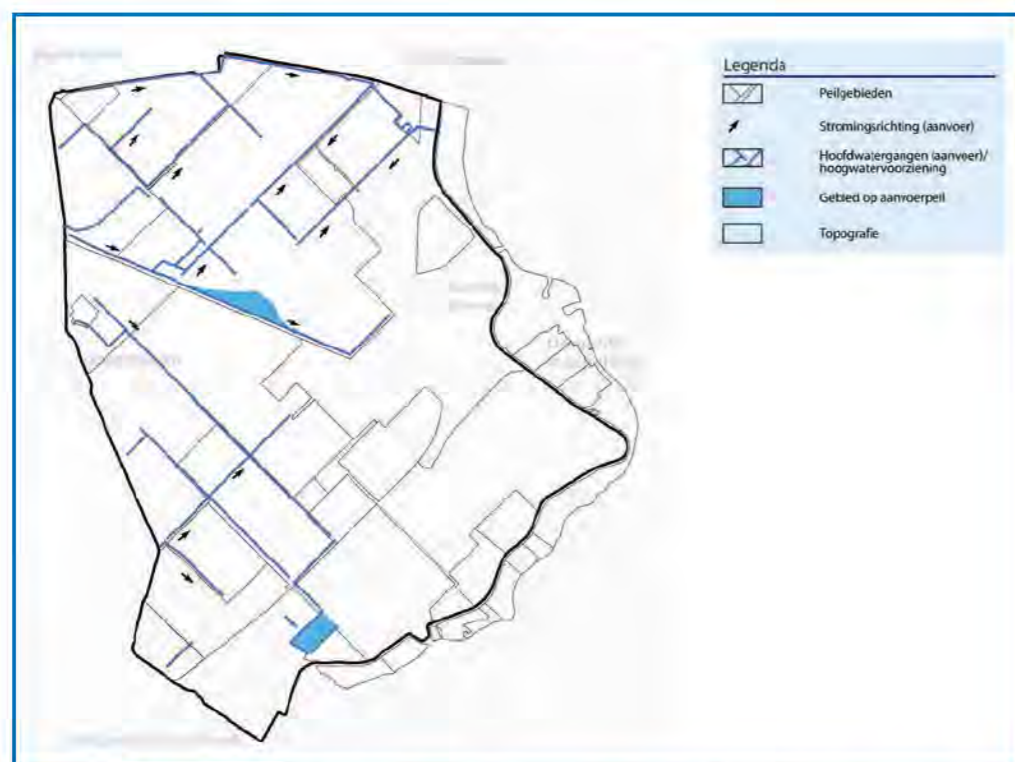 Legenda
Peilgebieden
Stromingsrichting (aanvoer)
Hoofdwatergangen (aanvoer)/
hoogwatervoorziening
Gebied op aanvoerpeil
Topografie